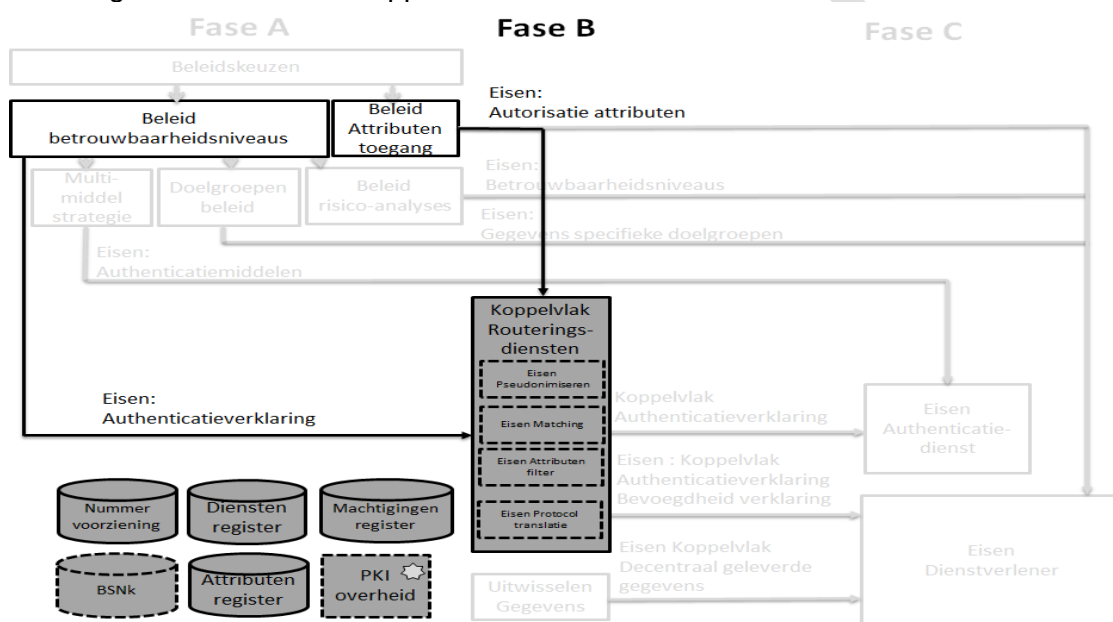 Fase A
Fase B
Fase C
Beleidskeuzen
Beleid
betrouwbaarheidsniveaus
Beleid
Attributen
toegang
Eisen:
Autorisatie attributen
Multi-
middel
strategie
Doelgroepen
beleid
Beleid
risico-analyses
Eisen:
Betrouwbaarheidsniveaus
Eisen:
Gegevens specifieke doelgroepen
Eisen:
Authenticatiemiddelen
Koppelvlak
Routerings-
diensten
Eisen
Pseudonimiseren
Eisen Matching
Eisen Attributen
filter
Eisen Protocol
translatie
Eisen:
Authenticatieverklaring
Koppelvlak
Authenticatieverklaring
Eisen
Authenticatie-
dienst
Eisen : Koppelvlak
Authenticatieverklaring
Bevoegdheid verklaring
Nummer
voorziening
Diensten
register
Machtigingen
register
BSNk
Attributen
register
PKI
overheid
Eisen Koppelvlak
Decentraal geleverde
gegevens
Uitwisselen
Gegevens
Eisen
Dienstverlener